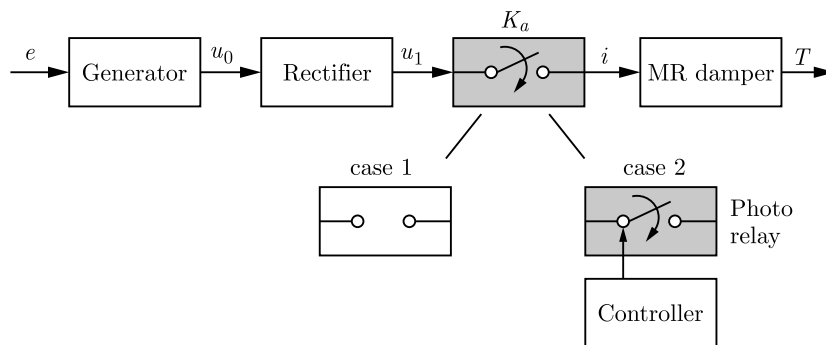 K_a
e
Generator
u_0
Rectifier
u_1
i
MR damper
T
case 1
case 2
Photo
relay
Controller